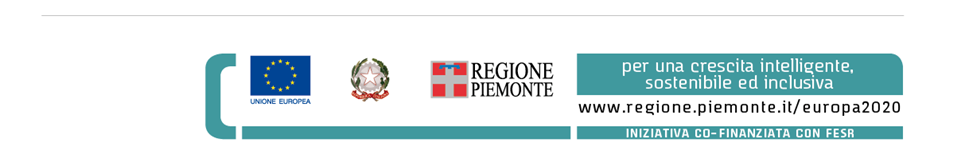 UNIONE EUROPEA
REGIONE
PIEMONTE
per una crescita intelligente,
sostenibile ed inclusiva
www.regione.piemonte.it/europa2020
INIZIATIVA CO-FINANZIATA CON FESR